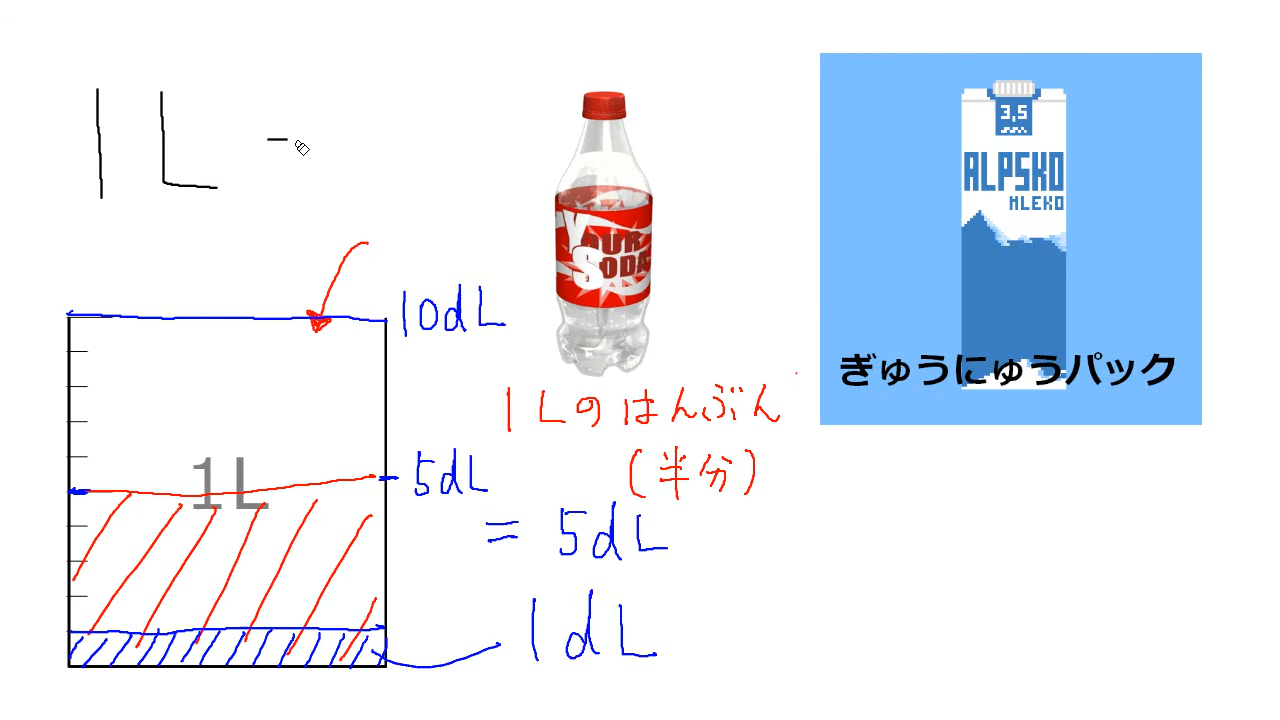 1L -
10dL
1L
5dL
1dL
YOUR
SODA
1Lのはんぶん
(半分)
= 5dL
3,5
ALPSKO
MLEKO
ぎゅうにゅうパック